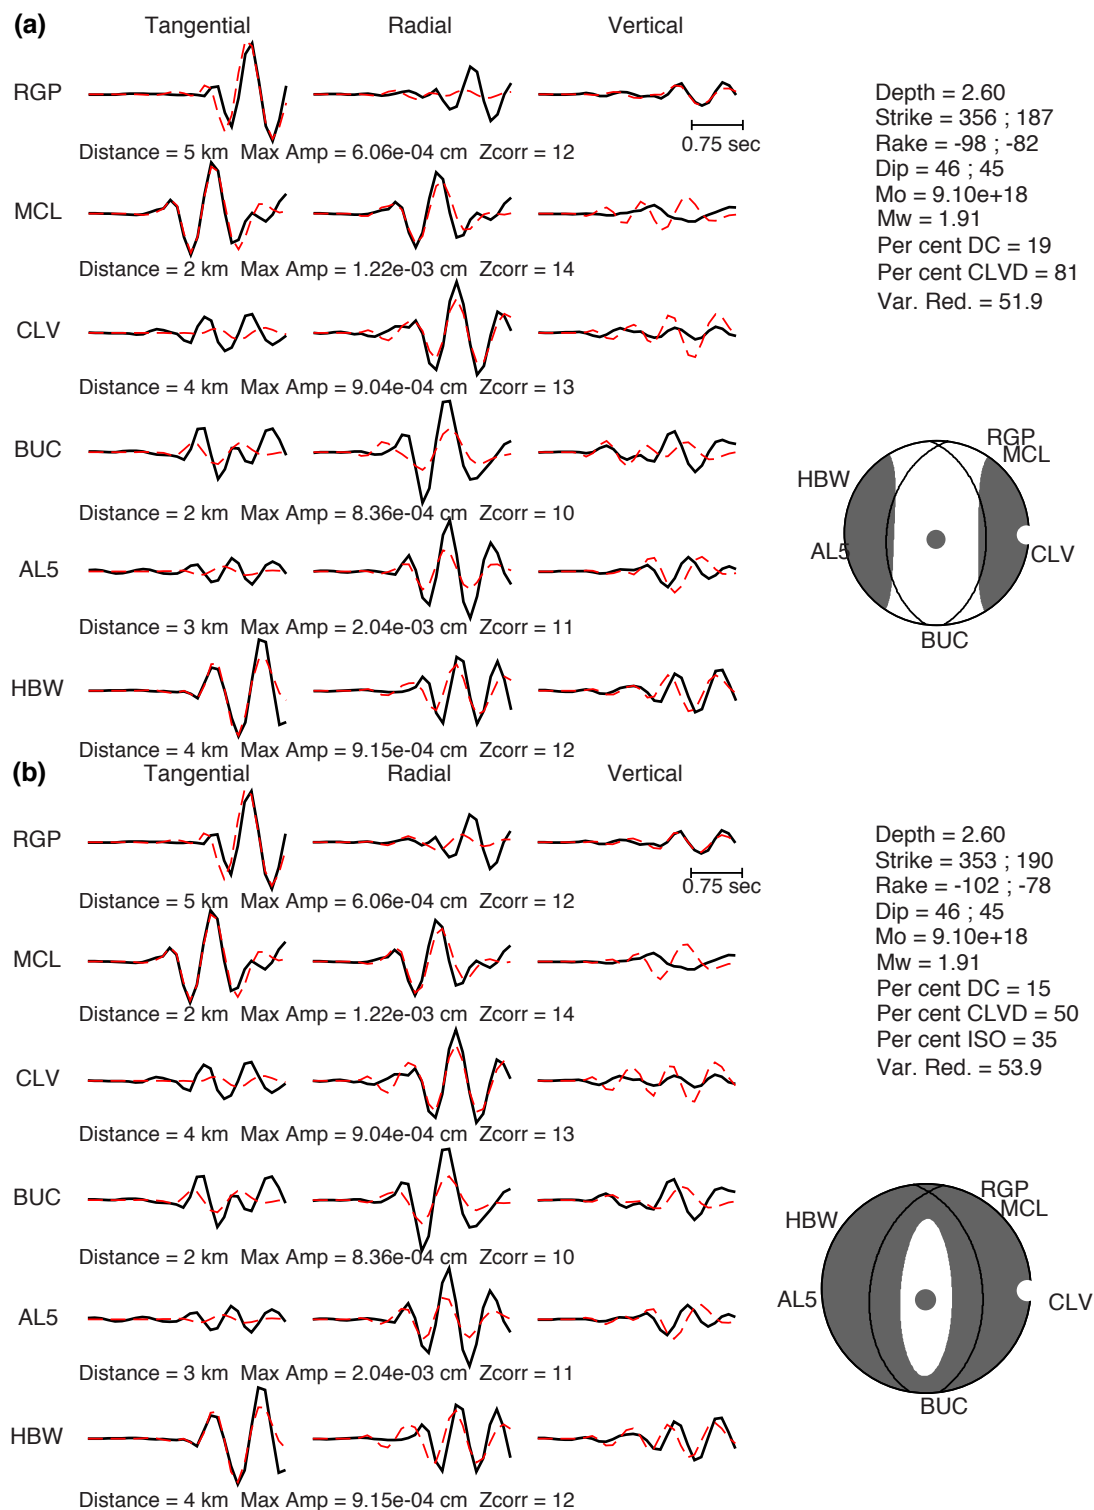 (a)
Tangential Radial Vertical
RGP
0.75 sec
Distance = 5 km Max Amp = 6.06e-04 cm Zcorr = 12
MCL
Distance = 2 km Max Amp = 1.22e-03 cm Zcorr = 14
CLV
Distance = 4 km Max Amp = 9.04e-04 cm Zcorr = 13
BUC
Distance = 2 km Max Amp = 8.36e-04 cm Zcorr = 10
AL5
Distance = 3 km Max Amp = 2.04e-03 cm Zcorr = 11
HBW
Distance = 4 km Max Amp = 9.15e-04 cm Zcorr = 12
Depth = 2.60
Strike = 356 ; 187
Rake = -98 ; -82
Dip = 46 ; 45
Mo = 9.10e+18
Mw = 1.91
Per cent DC = 19
Per cent CLVD = 81
Var. Red. = 51.9
RGP
MCL
HBW
AL5
CLV
BUC
(b)
Tangential Radial Vertical
RGP
0.75 sec
Distance = 5 km Max Amp = 6.06e-04 cm Zcorr = 12
MCL
Distance = 2 km Max Amp = 1.22e-03 cm Zcorr = 14
CLV
Distance = 4 km Max Amp = 9.04e-04 cm Zcorr = 13
BUC
Distance = 2 km Max Amp = 8.36e-04 cm Zcorr = 10
AL5
Distance = 3 km Max Amp = 2.04e-03 cm Zcorr = 11
HBW
Distance = 4 km Max Amp = 9.15e-04 cm Zcorr = 12
Depth = 2.60
Strike = 353 ; 190
Rake = -102 ; -78
Dip = 46 ; 45
Mo = 9.10e+18
Mw = 1.91
Per cent DC = 15
Per cent CLVD = 50
Per cent ISO = 35
Var. Red. = 53.9
RGP
MCL
HBW
AL5
CLV
BUC